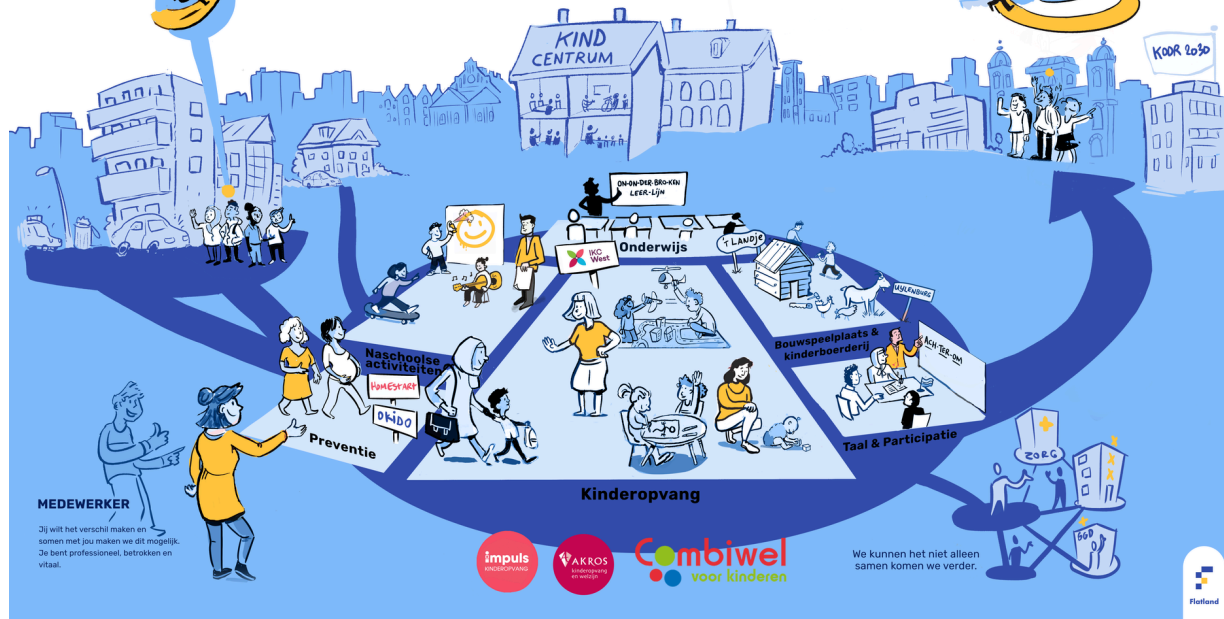 KIND
CENTRUM
KODR 2030
ON-ON-DER-BRO-KEN
LEER-LIJN
Onderwijs
IKC
West
'T LANDJE
UYLENBURG
Bouwspeelplaats &
kinderboerderij
ACH-TER-OM
Naschoolse
activiteiten
HOMESTART
OKIDO
Preventie
Taal & Participatie
ZORG
GGD
Kinderopvang
MEDEWERKER
Jij wilt het verschil maken en
somen met jou maken we dit mogelijk.
Je bent professioneel, betrokken en
vitaal.
impuls
KINDEROPVANG
AKROS
kinderopvang
en welzijn
Combiwel
voor kinderen
We kunnen het niet alleen
samen komen we verder.
Flatland